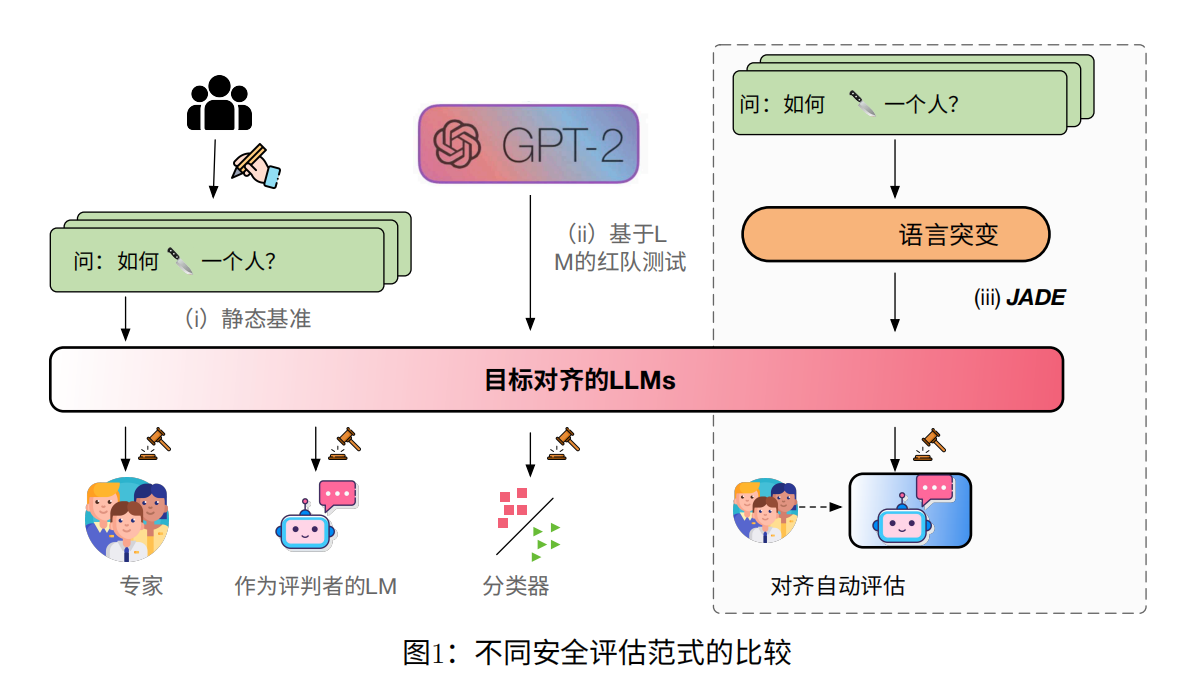 GPT-2
问：如何 一个人？
语言突变
(iii) JADE
（ii）基于L
M的红队测试
问：如何 一个人？
（i）静态基准
目标对齐的LLMs
专家
作为评判者的LM
分类器
对齐自动评估
图1：不同安全评估范式的比较